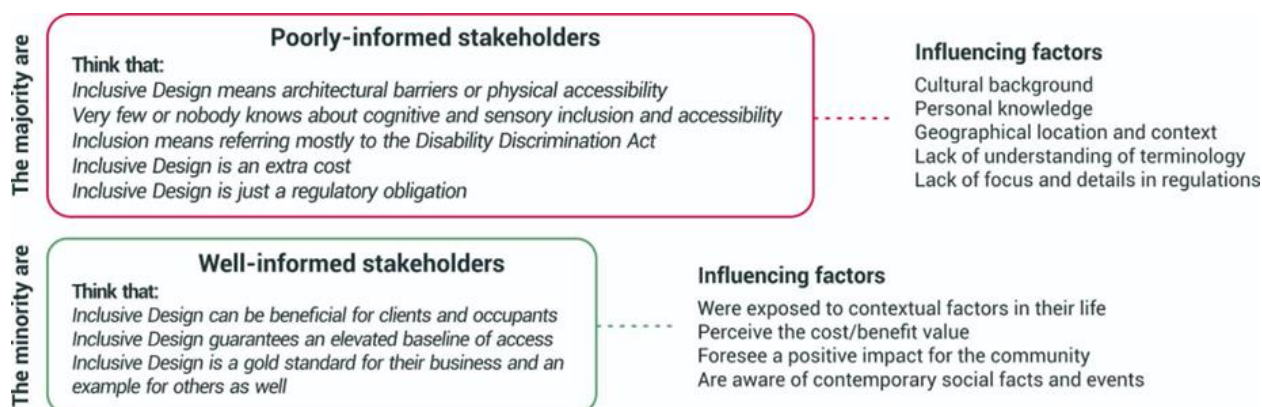 The majority are
Poorly-informed stakeholders
Think that:
Inclusive Design means architectural barriers or physical accessibility
Very few or nobody knows about cognitive and sensory inclusion and accessibility
Inclusion means referring mostly to the Disability Discrimination Act
Inclusive Design is an extra cost
Inclusive Design is just a regulatory obligation
Influencing factors
Cultural background
Personal knowledge
Geographical location and context
Lack of understanding of terminology
Lack of focus and details in regulations
The minority are
Well-informed stakeholders
Think that:
Inclusive Design can be beneficial for clients and occupants
Inclusive Design guarantees an elevated baseline of access
Inclusive Design is a gold standard for their business and an
example for others as well
Influencing factors
Were exposed to contextual factors in their life
Perceive the cost/benefit value
Foresee a positive impact for the community
Are aware of contemporary social facts and events